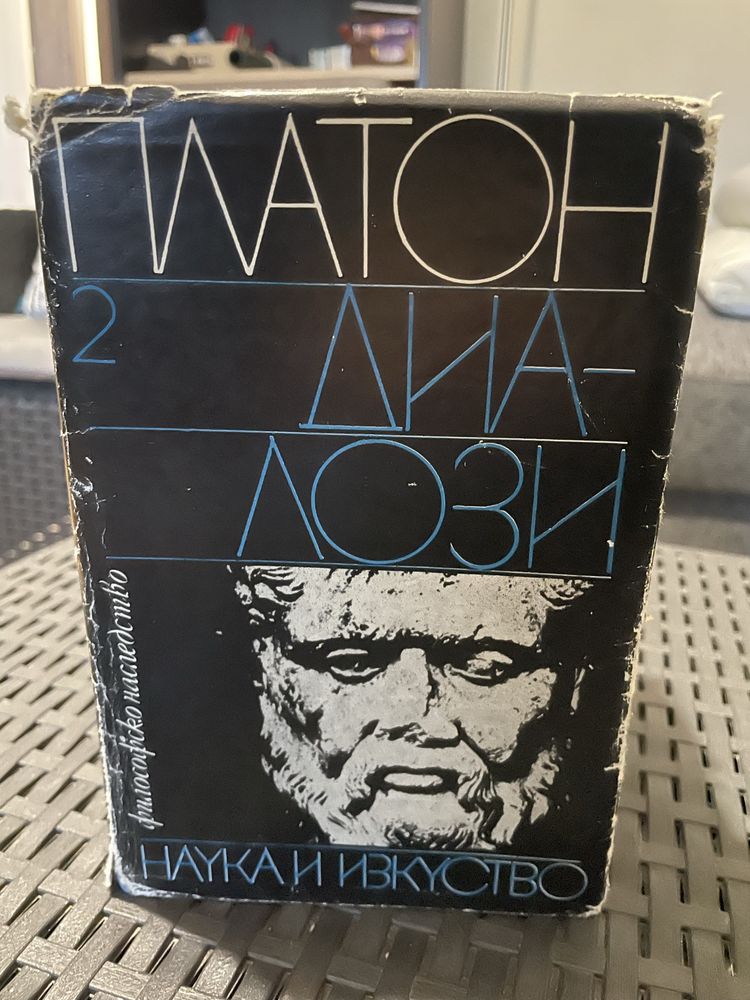 ПЛАТОН
2
ДИА-
ЛОЗИ
философско наследство
НАУКА И ИЗКУСТВО